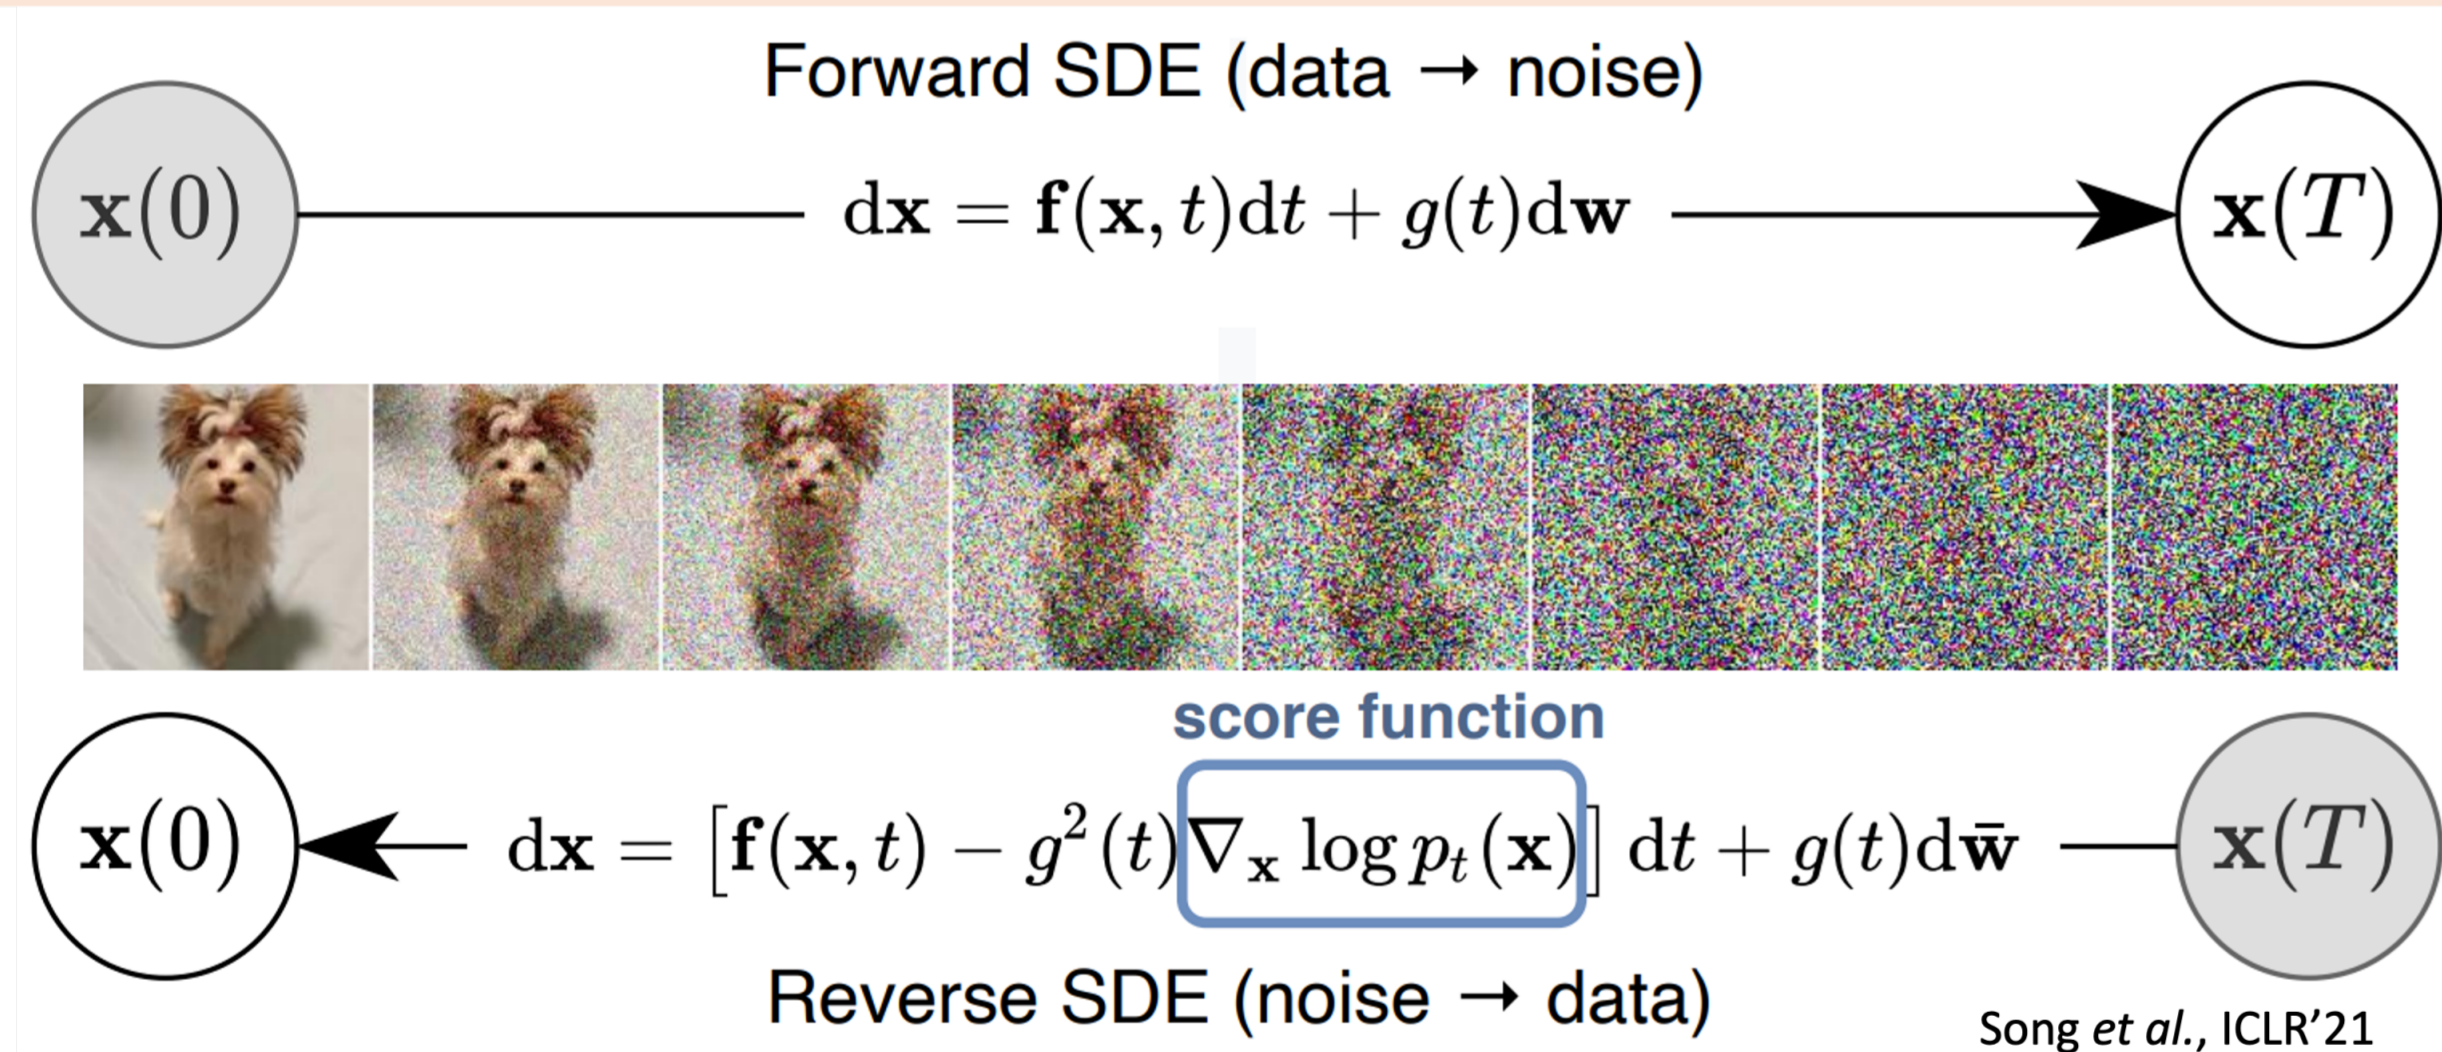 Forward SDE (data → noise)
x(0) dx = f(x, t)dt + g(t)dw x(T)
score function
x(0) dx = [f(x, t) − g²(t)∇ₓ log pₜ(x)] dt + g(t)dw̄ x(T)
Reverse SDE (noise → data)
Song et al., ICLR’21